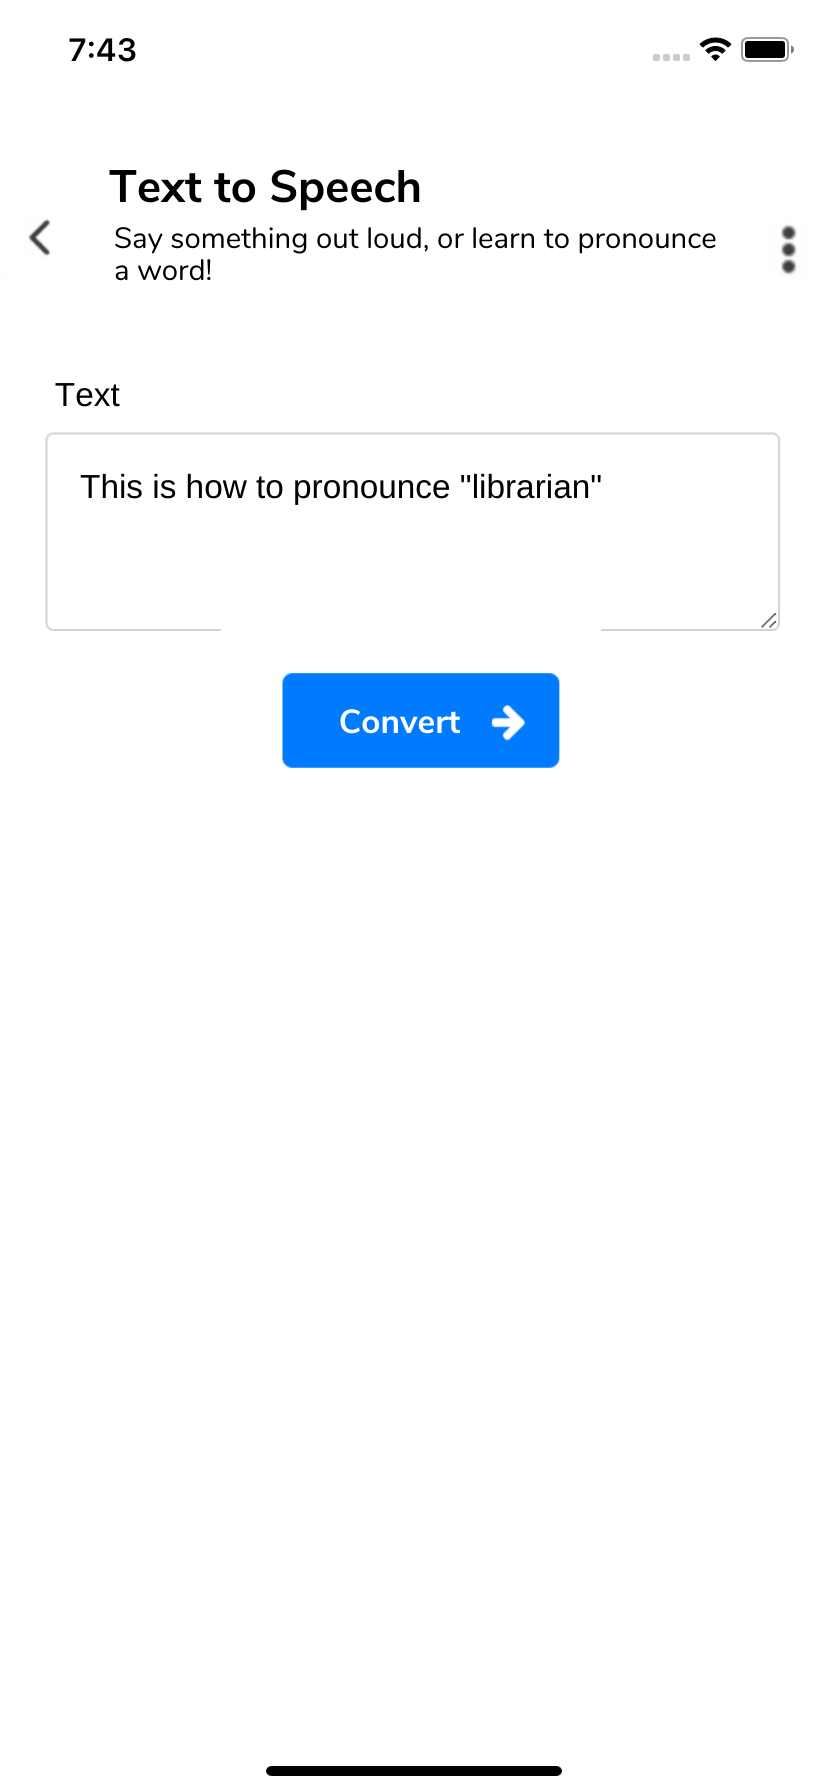 7:43
Text to Speech
Say something out loud, or learn to pronounce
a word!
Text
This is how to pronounce "librarian"
Convert